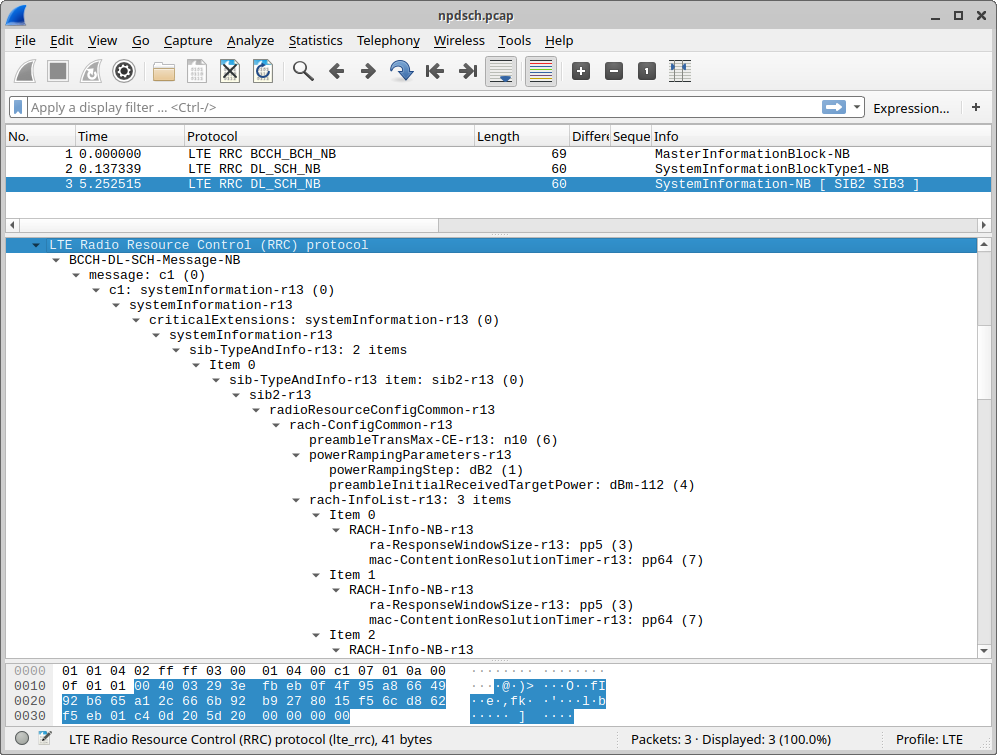 npdsch.pcap
File Edit View Go Capture Analyze Statistics Telephony Wireless Tools Help
Apply a display filter ... <Ctrl-/> Expression... +
No. Time Protocol Length Differe Seque Info
1 0.000000 LTE RRC BCCH_BCH_NB 69 MasterInformationBlock-NB
2 0.137339 LTE RRC DL_SCH_NB 60 SystemInformationBlockType1-NB
3 5.252515 LTE RRC DL_SCH_NB 60 SystemInformation-NB [ SIB2 SIB3 ]
LTE Radio Resource Control (RRC) protocol
BCCH-DL-SCH-Message-NB
message: c1 (0)
c1: systemInformation-r13 (0)
systemInformation-r13
criticalExtensions: systemInformation-r13 (0)
systemInformation-r13
sib-TypeAndInfo-r13: 2 items
Item 0
sib-TypeAndInfo-r13 item: sib2-r13 (0)
sib2-r13
radioResourceConfigCommon-r13
rach-ConfigCommon-r13
preambleTransMax-CE-r13: n10 (6)
powerRampingParameters-r13
powerRampingStep: dB2 (1)
preambleInitialReceivedTargetPower: dBm-112 (4)
rach-InfoList-r13: 3 items
Item 0
RACH-Info-NB-r13
ra-ResponseWindowSize-r13: pp5 (3)
mac-ContentionResolutionTimer-r13: pp64 (7)
Item 1
RACH-Info-NB-r13
ra-ResponseWindowSize-r13: pp5 (3)
mac-ContentionResolutionTimer-r13: pp64 (7)
Item 2
RACH-Info-NB-r13
0000 01 01 04 02 ff ff 03 00 01 04 00 c1 07 01 0a 00 ········ ········
0010 0f 01 01 00 40 03 29 3e fb eb 0f 4f 95 a8 66 49 ····@·)> ···O··fI
0020 92 b6 65 a1 2c 66 6b 92 b9 27 80 15 f5 6c d8 62 ··e·,fk· ·'···l·b
0030 f5 eb 01 c4 0d 20 5d 20 00 00 00 00 ····· ] ····
LTE Radio Resource Control (RRC) protocol (lte_rrc), 41 bytes Packets: 3 · Displayed: 3 (100.0%) Profile: LTE